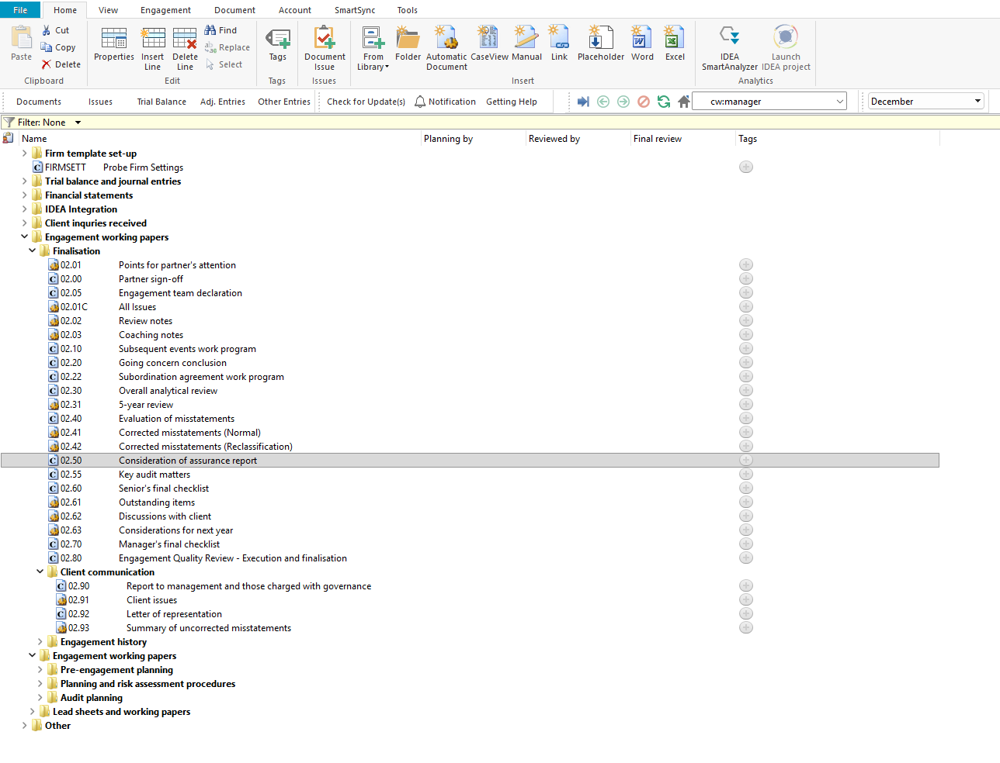 File Home View Engagement Document Account SmartSync Tools
Paste Cut Copy Delete Properties Insert Line Delete Line Find Replace Select Tags Document Issue From Library Folder Automatic Document CaseView Manual Link Placeholder Word Excel IDEA SmartAnalyzer Launch IDEA project
Clipboard Edit Tags Issues Insert Analytics
Documents Issues Trial Balance Adj. Entries Other Entries Check for Update(s) Notification Getting Help cw:manager December
Filter: None
Name Planning by Reviewed by Final review Tags
Firm template set-up
FIRMSETT Probe Firm Settings
Trial balance and journal entries
Financial statements
IDEA Integration
Client inquries received
Engagement working papers
Finalisation
02.01 Points for partner's attention
02.00 Partner sign-off
02.05 Engagement team declaration
02.01C All Issues
02.02 Review notes
02.03 Coaching notes
02.10 Subsequent events work program
02.20 Going concern conclusion
02.22 Subordination agreement work program
02.30 Overall analytical review
02.31 5-year review
02.40 Evaluation of misstatements
02.41 Corrected misstatements (Normal)
02.42 Corrected misstatements (Reclassification)
02.50 Consideration of assurance report
02.55 Key audit matters
02.60 Senior's final checklist
02.61 Outstanding items
02.62 Discussions with client
02.63 Considerations for next year
02.70 Manager's final checklist
02.80 Engagement Quality Review - Execution and finalisation
Client communication
02.90 Report to management and those charged with governance
02.91 Client issues
02.92 Letter of representation
02.93 Summary of uncorrected misstatements
Engagement history
Engagement working papers
Pre-engagement planning
Planning and risk assessment procedures
Audit planning
Lead sheets and working papers
Other